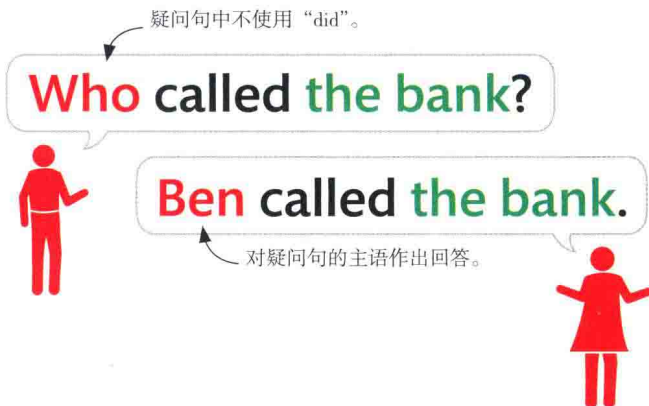 疑问句中不使用“did”。
Who called the bank?
Ben called the bank.
对疑问句的主语作出回答。